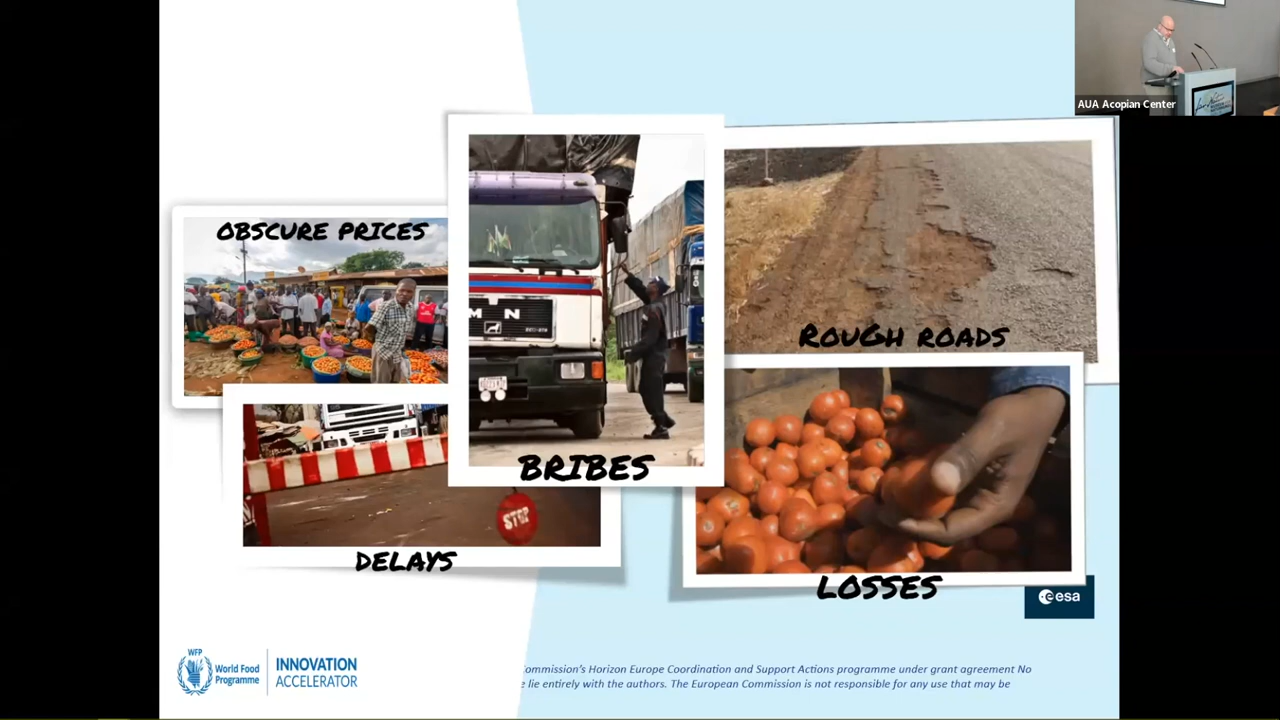 AUA Acopian Center
OBSCURE PRICES
ROUGH ROADS
MN
BRIBES
STOP
DELAYS
LOSSES
esa
WFP
World Food
Programme
INNOVATION
ACCELERATOR
ommission's Horizon Europe Coordination and Support Actions programme under grant agreement No
e lie entirely with the authors. The European Commission is not responsible for any use that may be